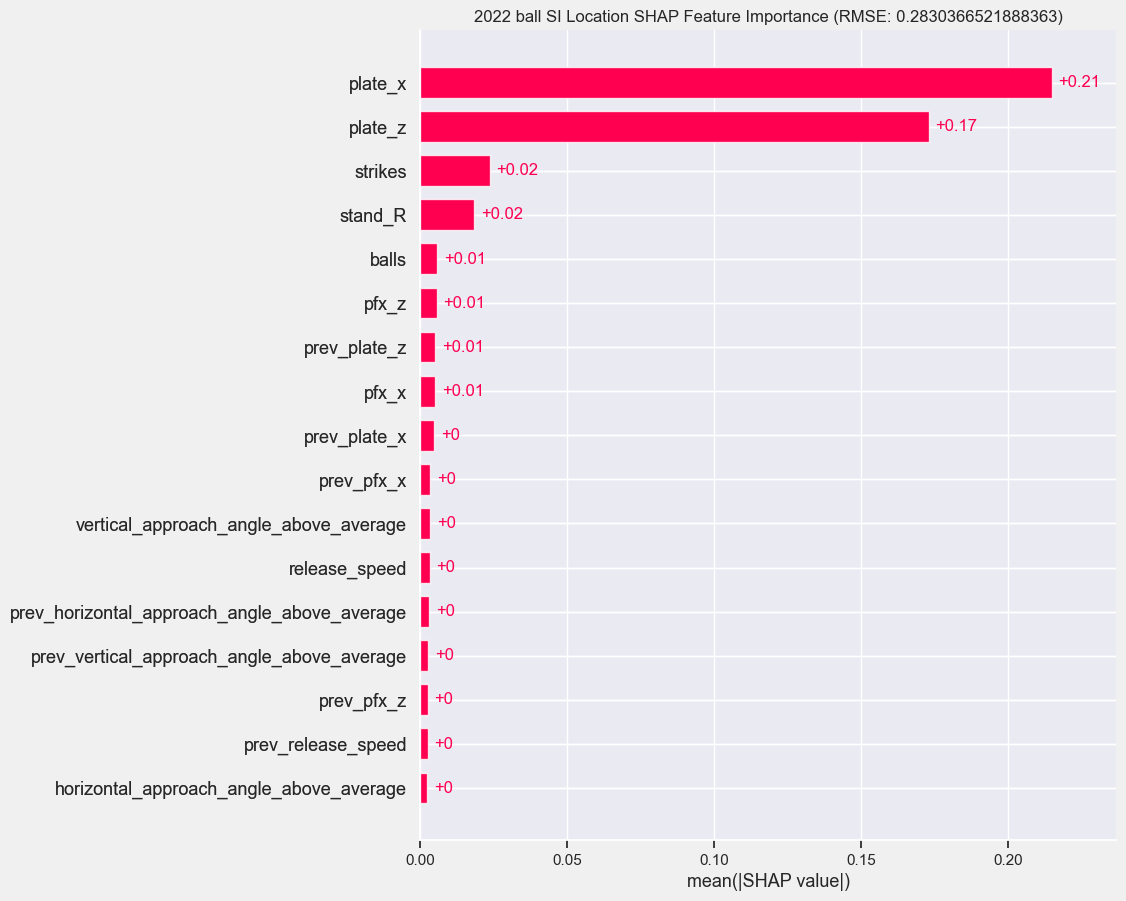 2022 ball SI Location SHAP Feature Importance (RMSE: 0.2830366521888363)
plate_x +0.21
plate_z +0.17
strikes +0.02
stand_R +0.02
balls +0.01
pfx_z +0.01
prev_plate_z +0.01
pfx_x +0.01
prev_plate_x +0
prev_pfx_x +0
vertical_approach_angle_above_average +0
release_speed +0
prev_horizontal_approach_angle_above_average +0
prev_vertical_approach_angle_above_average +0
prev_pfx_z +0
prev_release_speed +0
horizontal_approach_angle_above_average +0
0.00 0.05 0.10 0.15 0.20
mean(|SHAP value|)